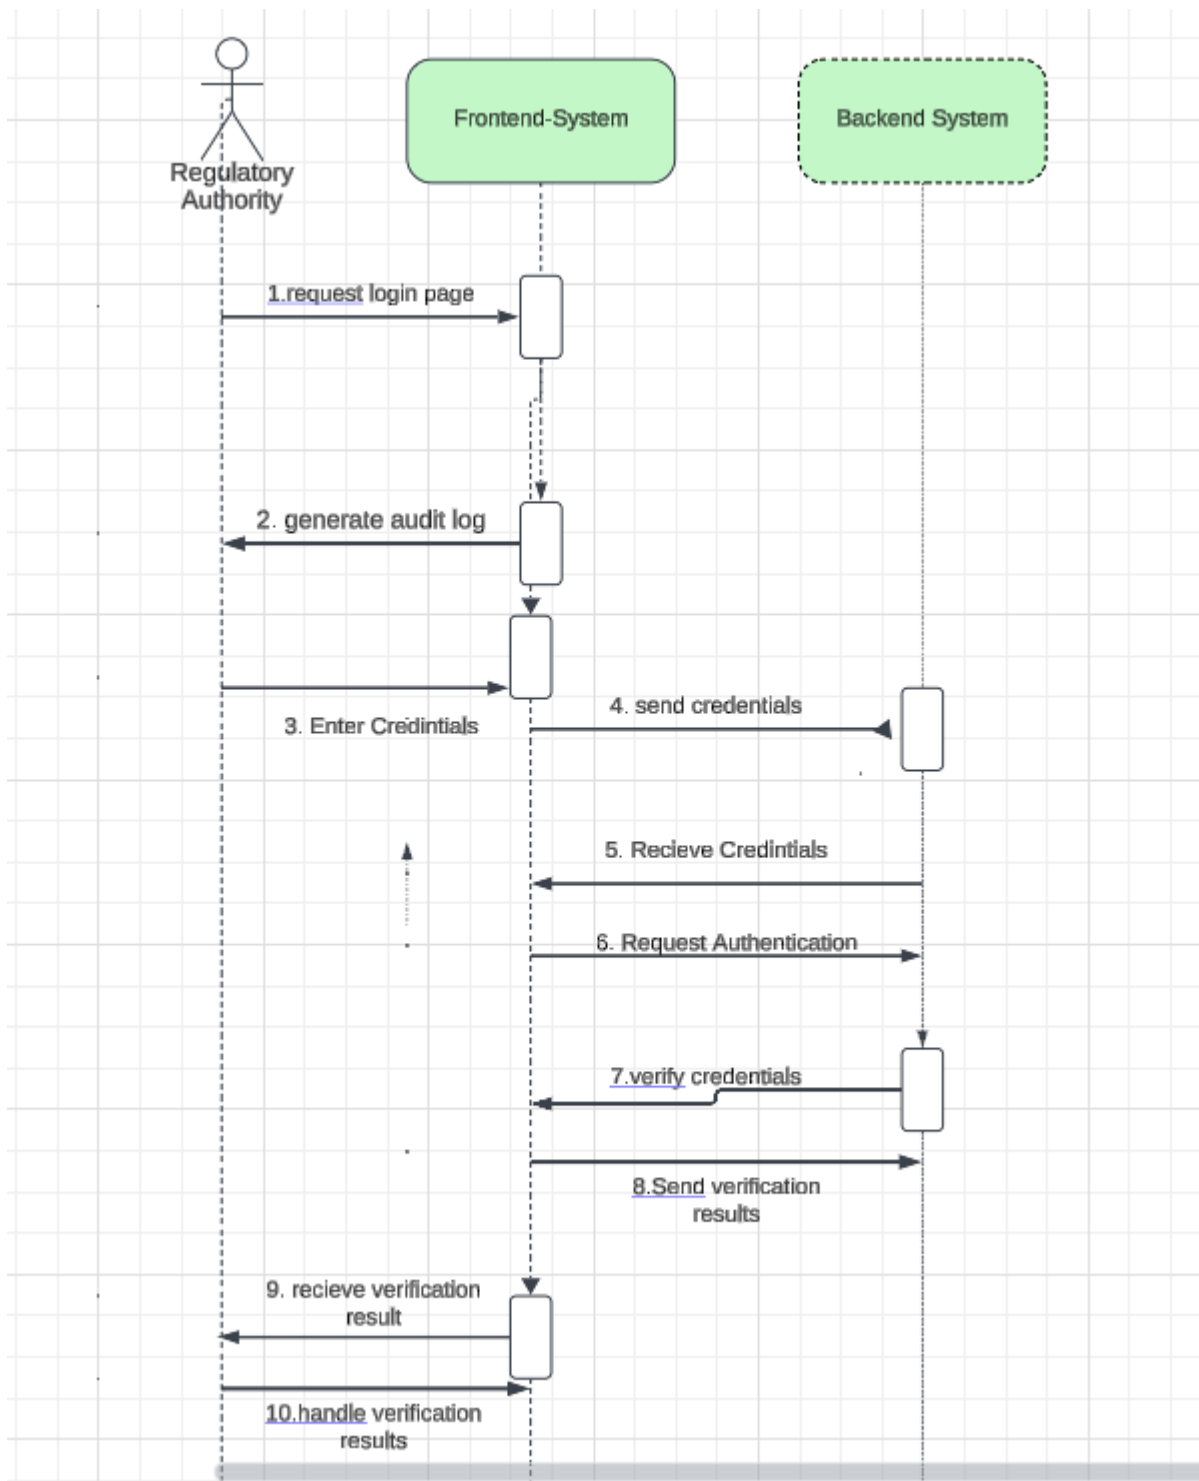 Frontend-System
Backend System
Regulatory
Authority
1.request login page
2. generate audit log
3. Enter Credintials
4. send credentials
5. Recieve Credintials
6. Request Authentication
7.verify credentials
8.Send verification
results
9. recieve verification
result
10.handle verification
results